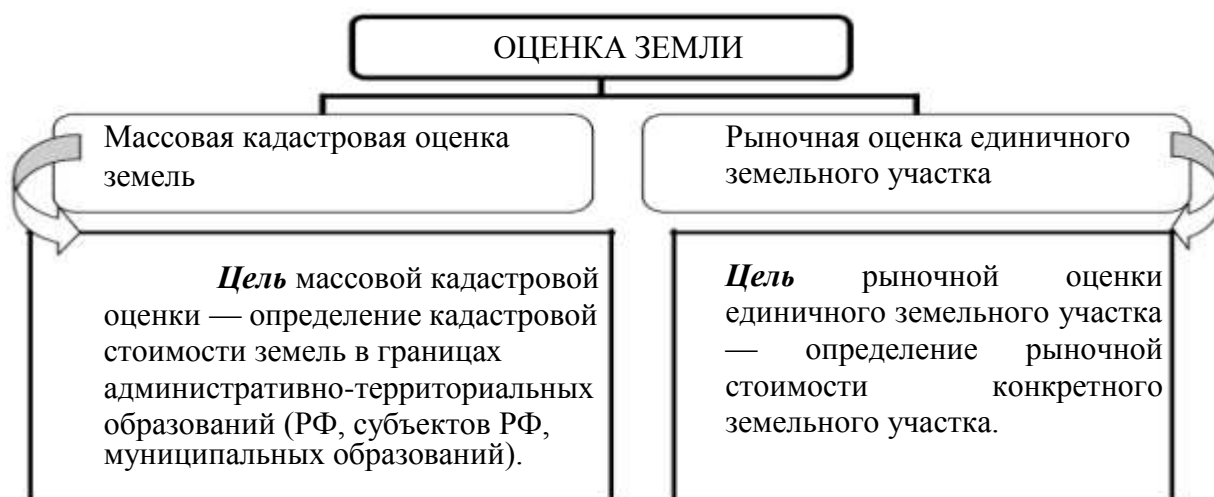 ОЦЕНКА ЗЕМЛИ
Массовая кадастровая оценка
земель
Рыночная оценка единичного
земельного участка
Цель массовой кадастровой
оценки — определение кадастровой
стоимости земель в границах
административно-территориальных
образований (РФ, субъектов РФ,
муниципальных образований).
Цель рыночной оценки
единичного земельного участка
— определение рыночной
стоимости конкретного
земельного участка.